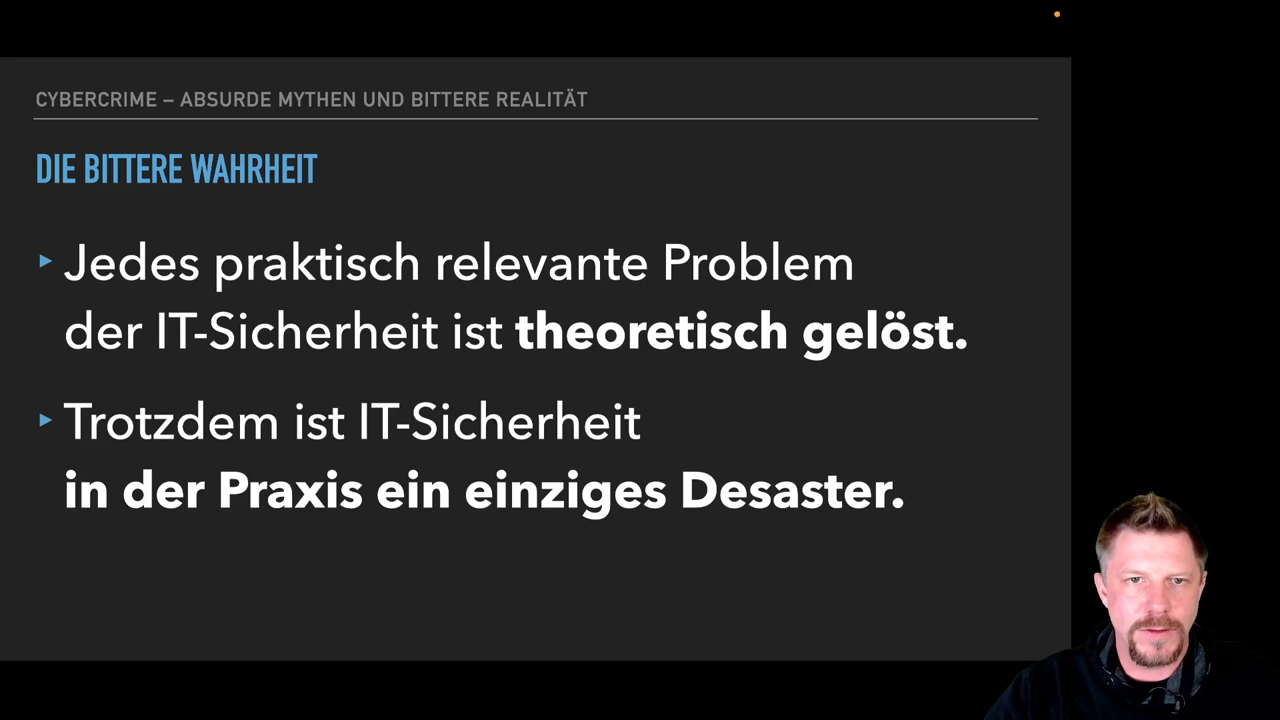 CYBERCRIME – ABSURDE MYTHEN UND BITTERE REALITÄT
DIE BITTERE WAHRHEIT
‣ Jedes praktisch relevante Problem
der IT-Sicherheit ist theoretisch gelöst.
‣ Trotzdem ist IT-Sicherheit
in der Praxis ein einziges Desaster.